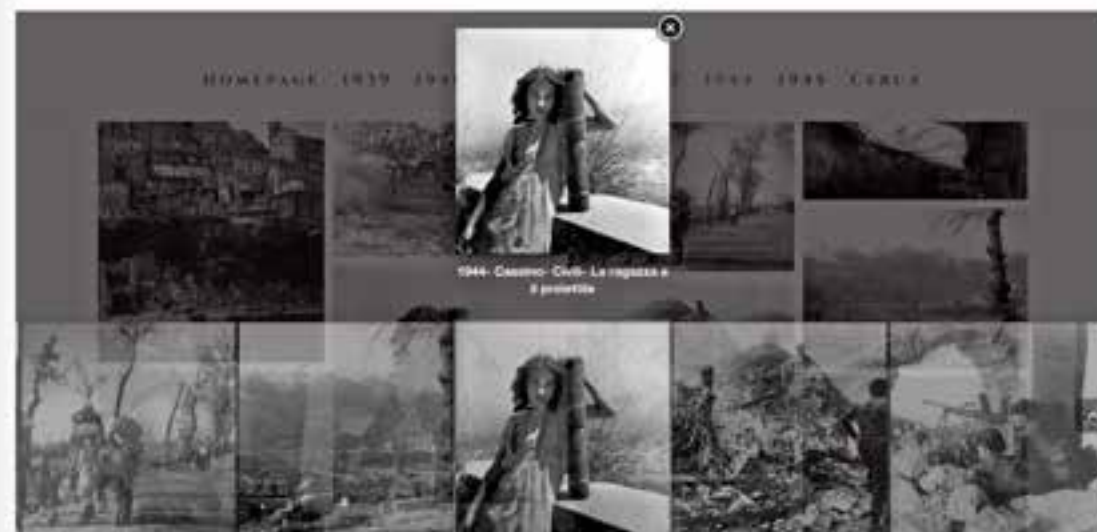 HOMEPAGE 1939 1944 1945 CERCA
1944- Cassino- Civili- La ragazza e
il proiettile